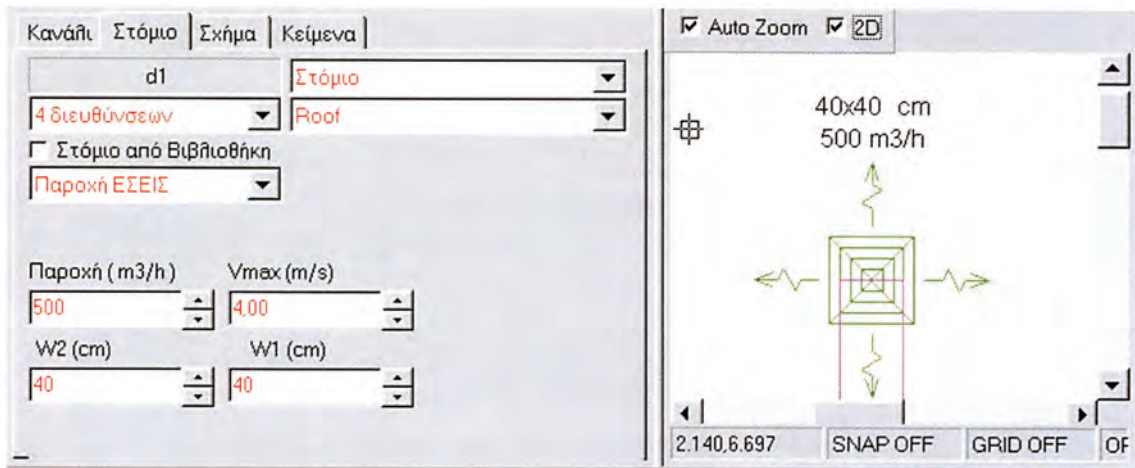 Κανάλι Στόμιο Σχήμα Κείμενα
d1 Στόμιο
4 διευθύνσεων Roof
Στόμιο από Βιβλιοθήκη
Παροχή ΕΣΕΙΣ
Παροχή ( m3/h ) Vmax (m/s)
500 4,00
W2 (cm) W1 (cm)
40 40
Auto Zoom 2D
40x40 cm
500 m3/h
2.140,6.697 SNAP OFF GRID OFF